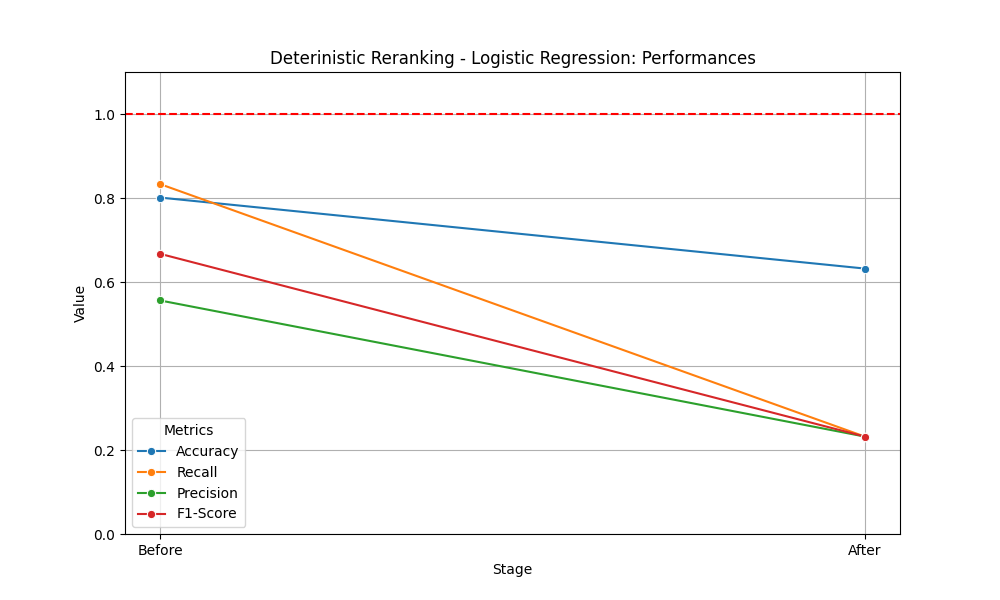 Deterinistic Reranking - Logistic Regression: Performances
1.0
0.8
0.6
0.4
0.2
0.0
Value
Metrics
Accuracy
Recall
Precision
F1-Score
Before
After
Stage